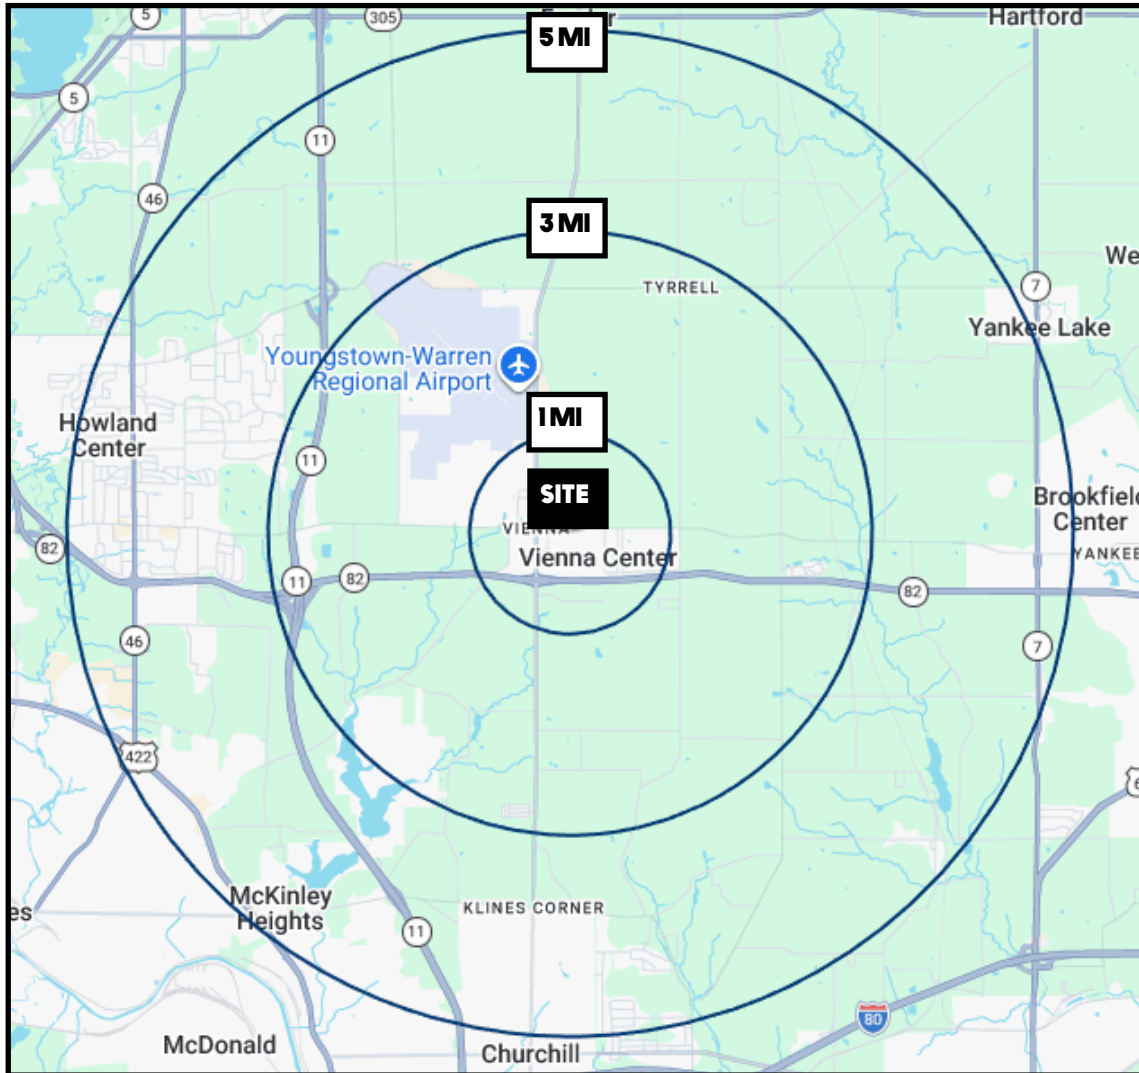 5
305
Hartford
5 MI
5
11
46
3 MI
We
TYRRELL
7
Yankee Lake
Youngstown-Warren
Regional Airport
1 MI
Howland
Center
11
SITE
Brookfield
Center
VIENNA
Vienna Center
YANKEE
82
11
82
82
46
7
422
6
McKinley
Heights
es
KLINES CORNER
11
80
McDonald
Churchill